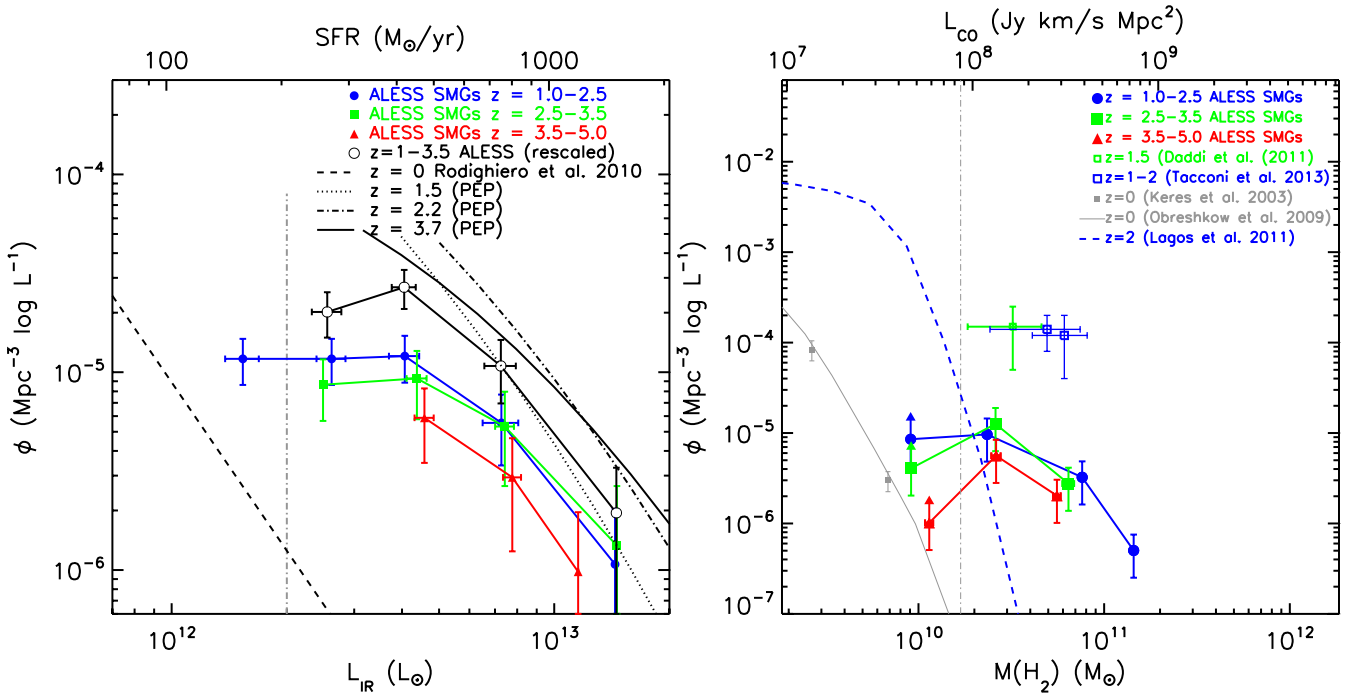 SFR (M⊙/yr)
100 1000
ALESS SMGs z = 1.0−2.5
ALESS SMGs z = 2.5−3.5
ALESS SMGs z = 3.5−5.0
z=1−3.5 ALESS (rescaled)
z = 0 Rodighiero et al. 2010
z = 1.5 (PEP)
z = 2.2 (PEP)
z = 3.7 (PEP)
10⁻⁴
10⁻⁵
10⁻⁶
ϕ (Mpc⁻³ log L⁻¹)
10¹² 10¹³
L_IR (L⊙)
L_CO (Jy km/s Mpc²)
10⁷ 10⁸ 10⁹
z = 1.0−2.5 ALESS SMGs
z = 2.5−3.5 ALESS SMGs
z = 3.5−5.0 ALESS SMGs
z=1.5 (Daddi et al. (2011)
z=1−2 (Tacconi et al. 2013)
z=0 (Keres et al. 2003)
z=0 (Obreshkow et al. 2009)
z=2 (Lagos et al. 2011)
10⁻²
10⁻³
10⁻⁴
10⁻⁵
10⁻⁶
10⁻⁷
ϕ (Mpc⁻³ log L⁻¹)
10¹⁰ 10¹¹ 10¹²
M(H₂) (M⊙)